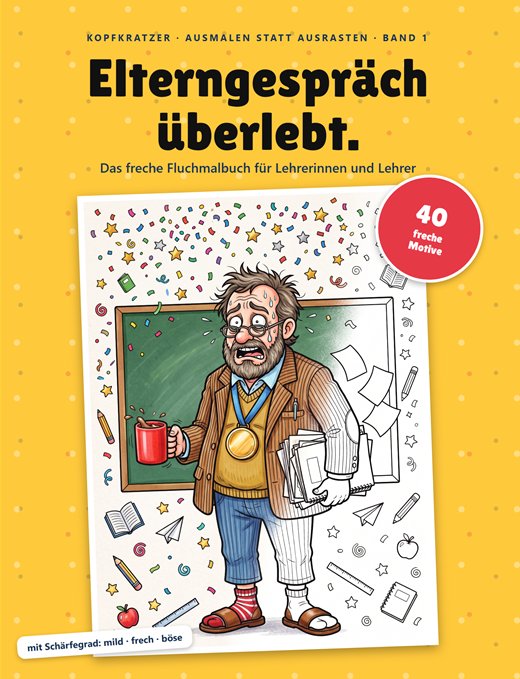 KOPFKRATZER · AUSMALEN STATT AUSRASTEN · BAND 1
Elterngespräch
überlebt.
Das freche Fluchmalbuch für Lehrerinnen und Lehrer
40
freche
Motive
mit Schärfegrad: mild · frech · böse